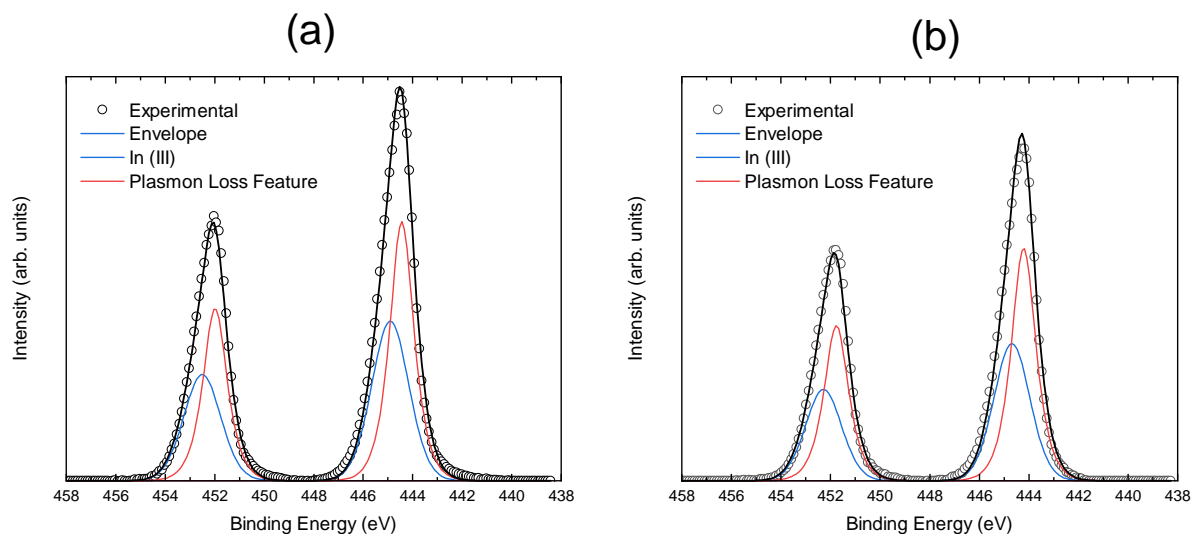 (a)
Experimental
Envelope
In (III)
Plasmon Loss Feature
Intensity (arb. units)
458 456 454 452 450 448 446 444 442 440 438
Binding Energy (eV)
(b)
Experimental
Envelope
In (III)
Plasmon Loss Feature
Intensity (arb. units)
458 456 454 452 450 448 446 444 442 440 438
Binding Energy (eV)